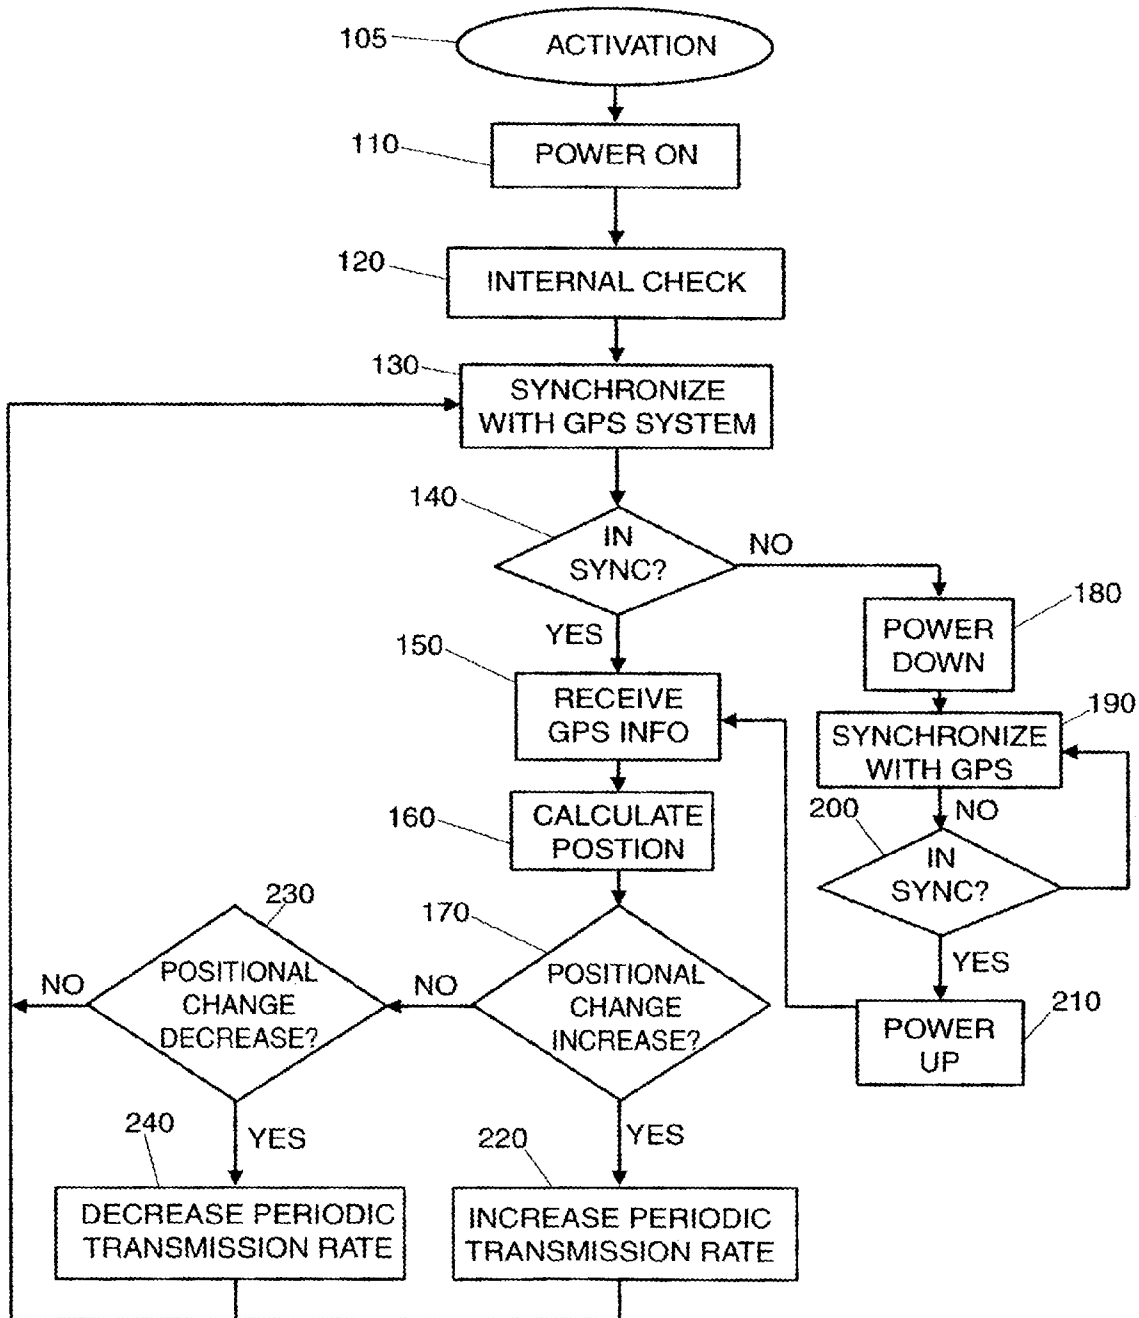 105
ACTIVATION
110
POWER ON
120
INTERNAL CHECK
130
SYNCHRONIZE
WITH GPS SYSTEM
140
IN
SYNC?
NO
YES
180
POWER
DOWN
150
RECEIVE
GPS INFO
190
SYNCHRONIZE
WITH GPS
NO
200
IN
SYNC?
160
CALCULATE
POSTION
230
POSITIONAL
CHANGE
DECREASE?
NO
170
POSITIONAL
CHANGE
INCREASE?
NO
YES
210
POWER
UP
240
YES
220
YES
DECREASE PERIODIC
TRANSMISSION RATE
INCREASE PERIODIC
TRANSMISSION RATE